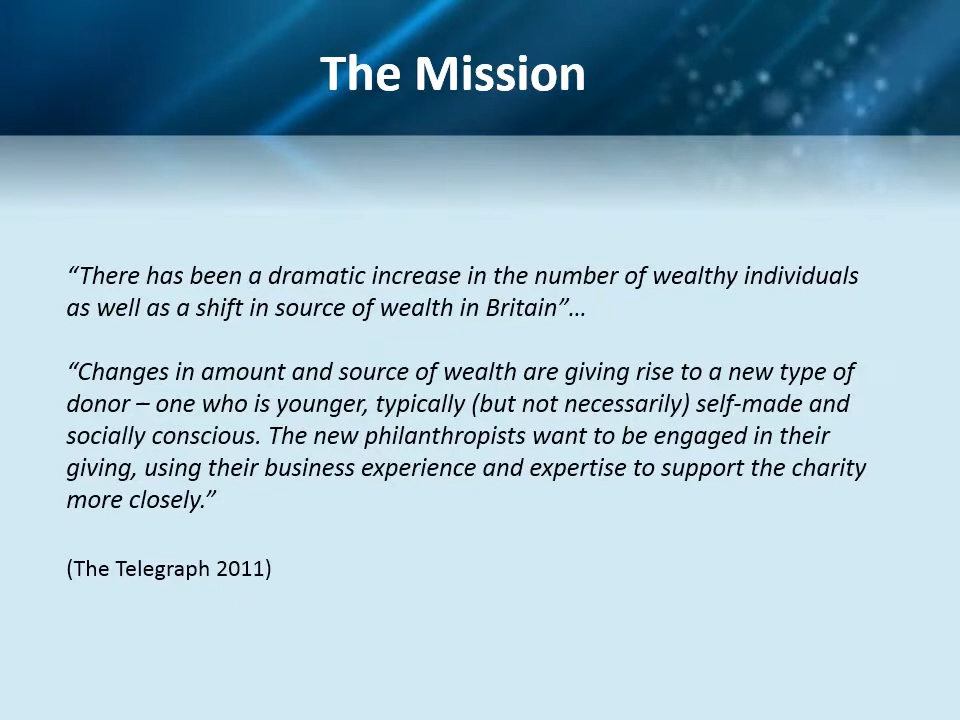 The Mission
“There has been a dramatic increase in the number of wealthy individuals
as well as a shift in source of wealth in Britain”…
“Changes in amount and source of wealth are giving rise to a new type of
donor – one who is younger, typically (but not necessarily) self-made and
socially conscious. The new philanthropists want to be engaged in their
giving, using their business experience and expertise to support the charity
more closely.”
(The Telegraph 2011)